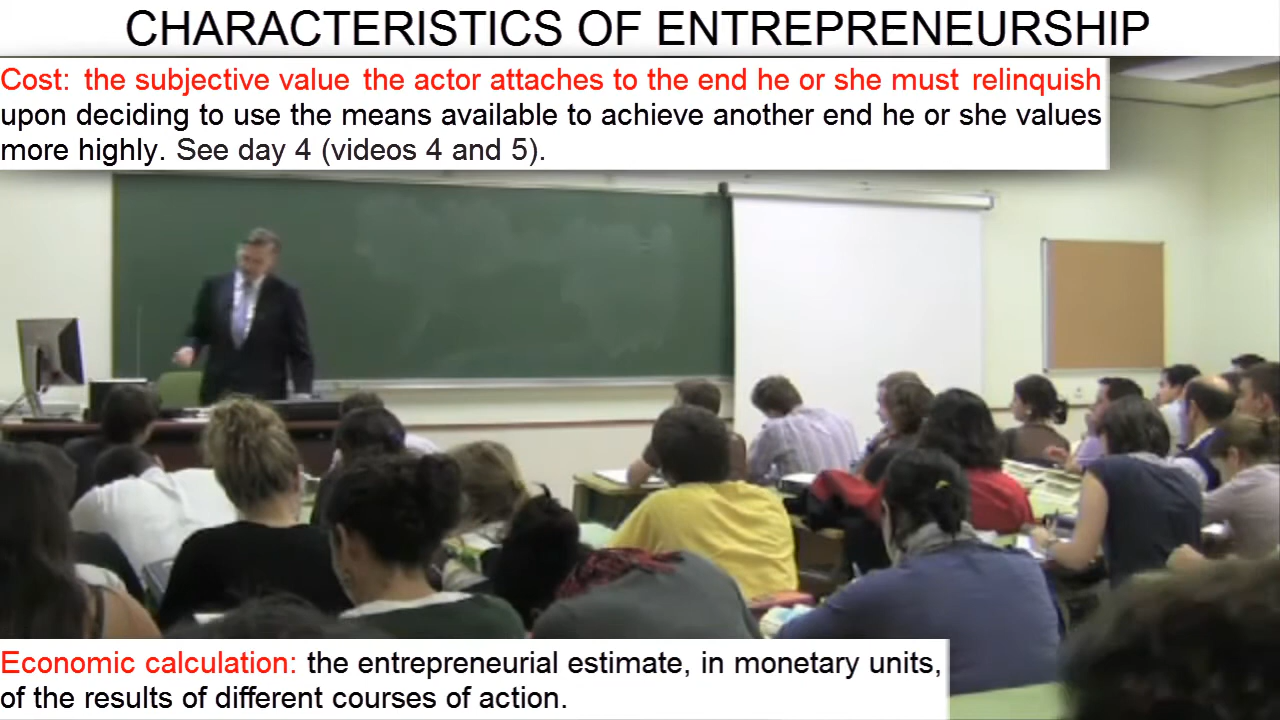 CHARACTERISTICS OF ENTREPRENEURSHIP
Cost: the subjective value the actor attaches to the end he or she must relinquish
upon deciding to use the means available to achieve another end he or she values
more highly. See day 4 (videos 4 and 5).
Economic calculation: the entrepreneurial estimate, in monetary units,
of the results of different courses of action.